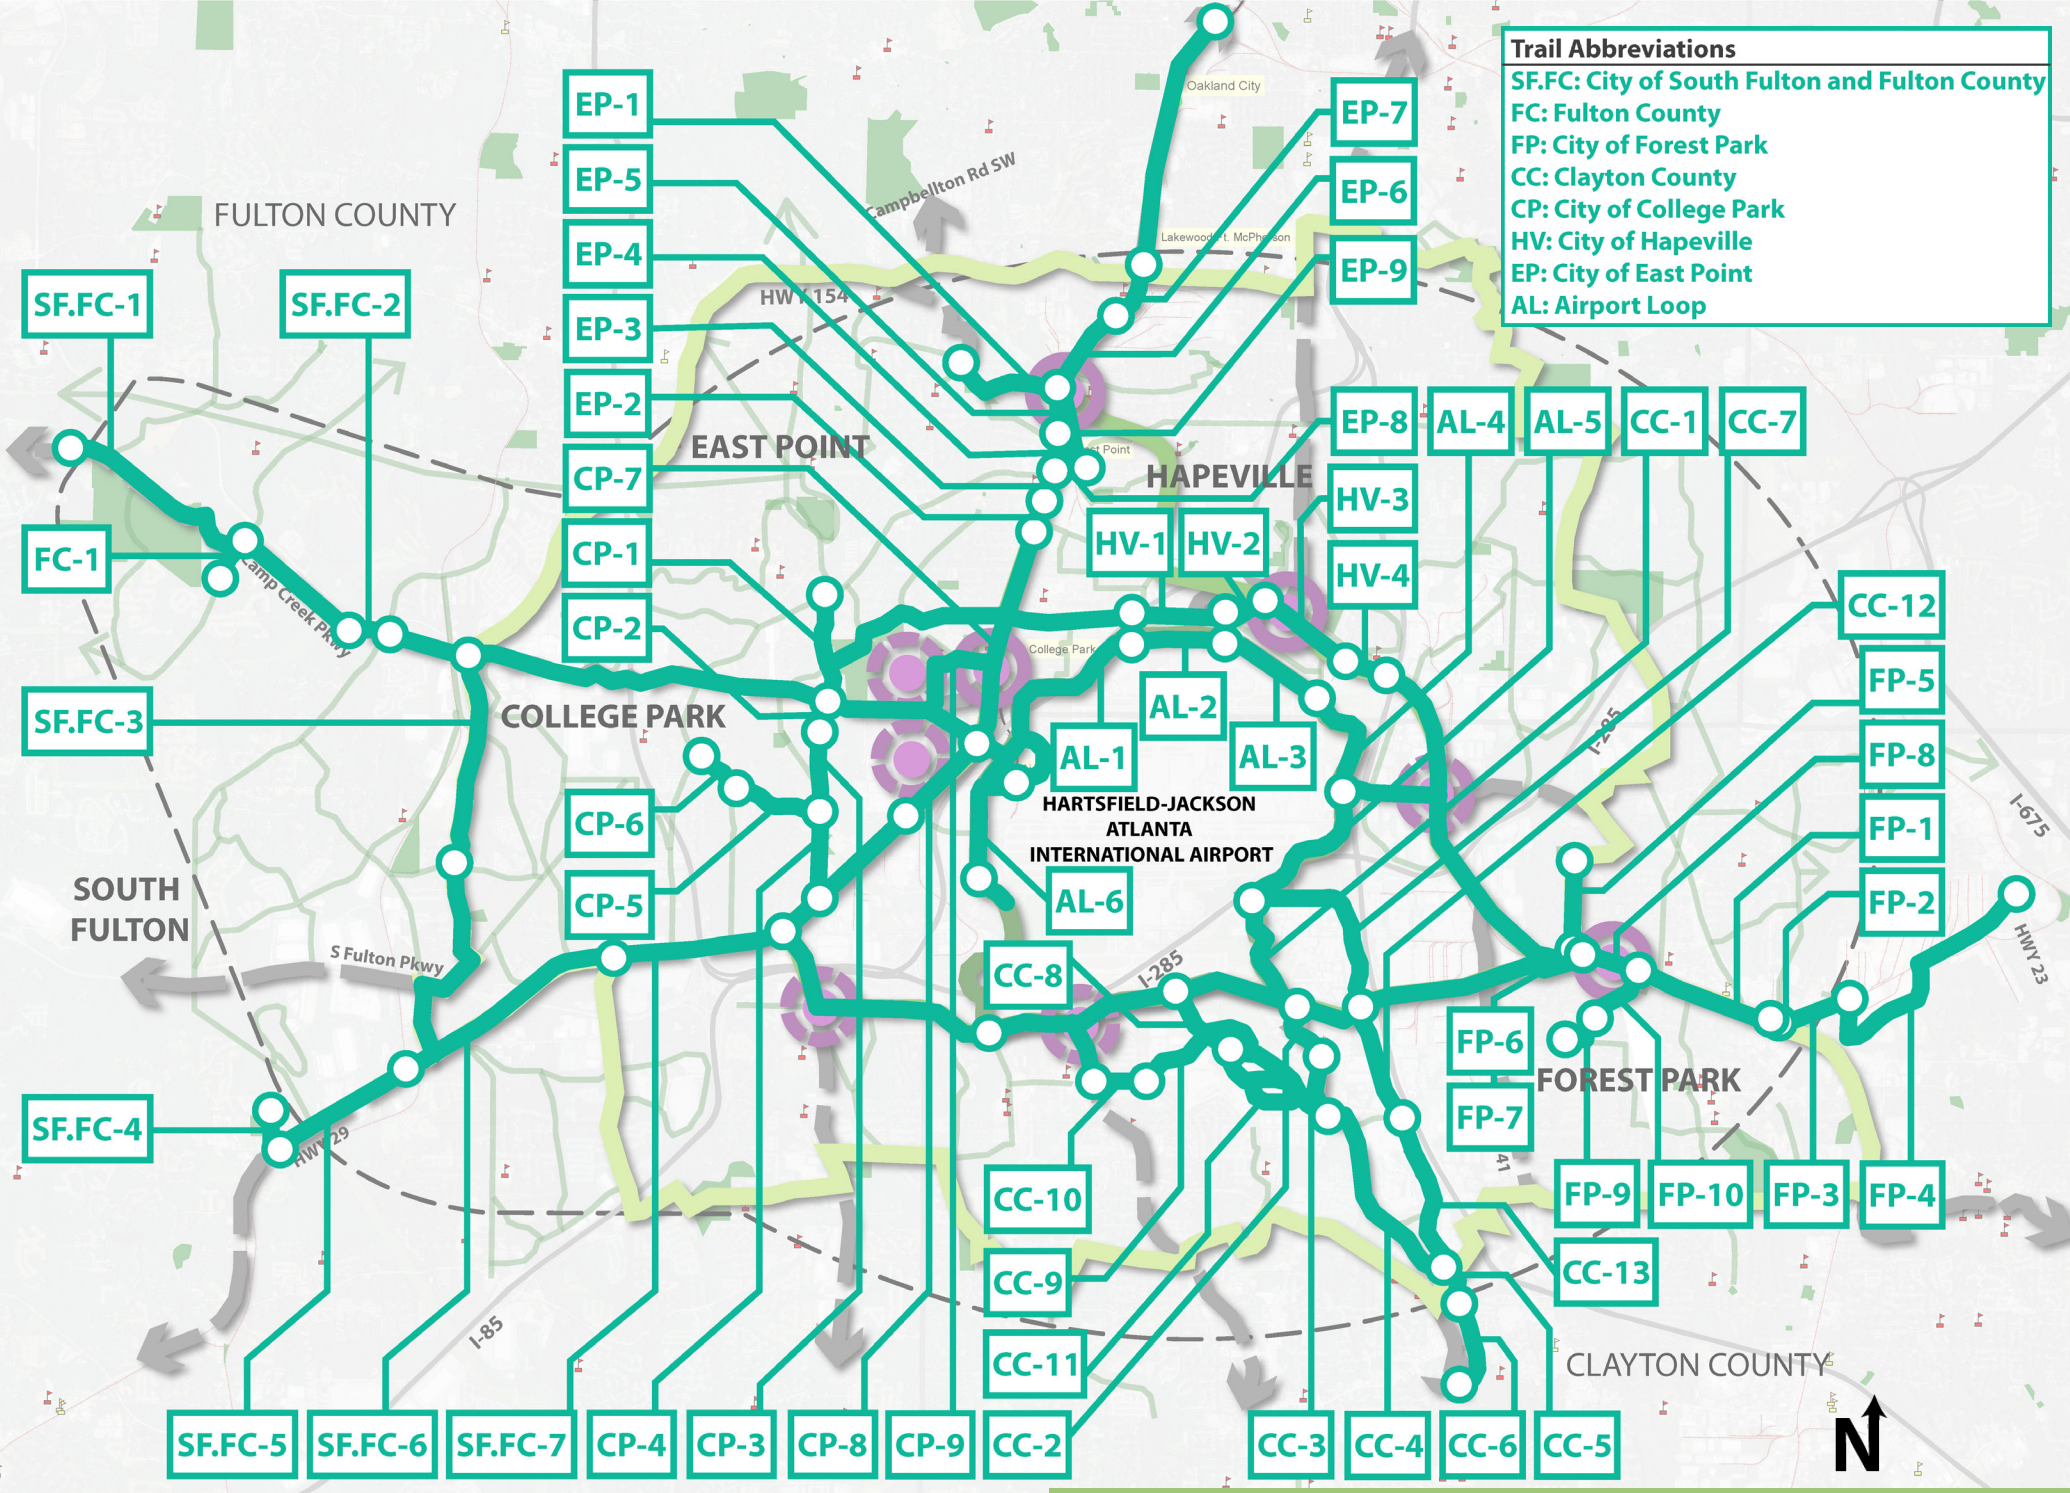 Trail Abbreviations
SF.FC: City of South Fulton and Fulton County
FC: Fulton County
FP: City of Forest Park
CC: Clayton County
CP: City of College Park
HV: City of Hapeville
EP: City of East Point
AL: Airport Loop
Oakland City
EP-1
EP-7
EP-5
EP-6
Campbellton Rd SW
FULTON COUNTY
EP-4
Lakewood-Ft. McPherson
EP-9
SF.FC-1
SF.FC-2
HWY 154
EP-3
EP-2
EP-8
AL-4
AL-5
CC-1
CC-7
EAST POINT
st Point
HAPEVILLE
CP-7
HV-3
FC-1
CP-1
HV-1
HV-2
HV-4
Camp Creek Pkwy
CP-2
CC-12
College Park
FP-5
SF.FC-3
COLLEGE PARK
AL-2
I-285
AL-1
AL-3
FP-8
HARTSFIELD-JACKSON
ATLANTA
INTERNATIONAL AIRPORT
CP-6
FP-1
I-675
SOUTH
FULTON
CP-5
AL-6
FP-2
S Fulton Pkwy
CC-8
I-285
HWY 23
FP-6
FOREST PARK
FP-7
SF.FC-4
HWY 29
41
CC-10
FP-9
FP-10
FP-3
FP-4
CC-9
CC-13
I-85
CC-11
CLAYTON COUNTY
SF.FC-5
SF.FC-6
SF.FC-7
CP-4
CP-3
CP-8
CP-9
CC-2
CC-3
CC-4
CC-6
CC-5
N